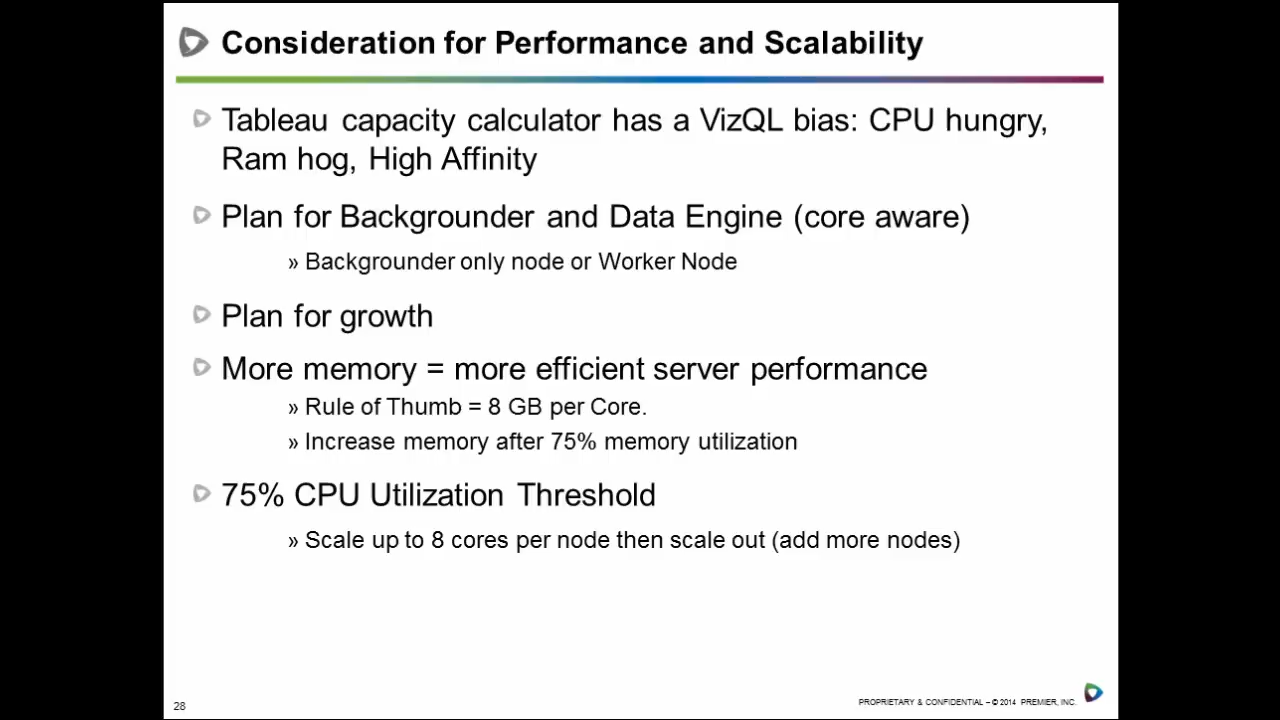 Consideration for Performance and Scalability
Tableau capacity calculator has a VizQL bias: CPU hungry,
Ram hog, High Affinity
Plan for Backgrounder and Data Engine (core aware)
» Backgrounder only node or Worker Node
Plan for growth
More memory = more efficient server performance
» Rule of Thumb = 8 GB per Core.
» Increase memory after 75% memory utilization
75% CPU Utilization Threshold
» Scale up to 8 cores per node then scale out (add more nodes)
28
PROPRIETARY & CONFIDENTIAL – © 2014 PREMIER, INC.